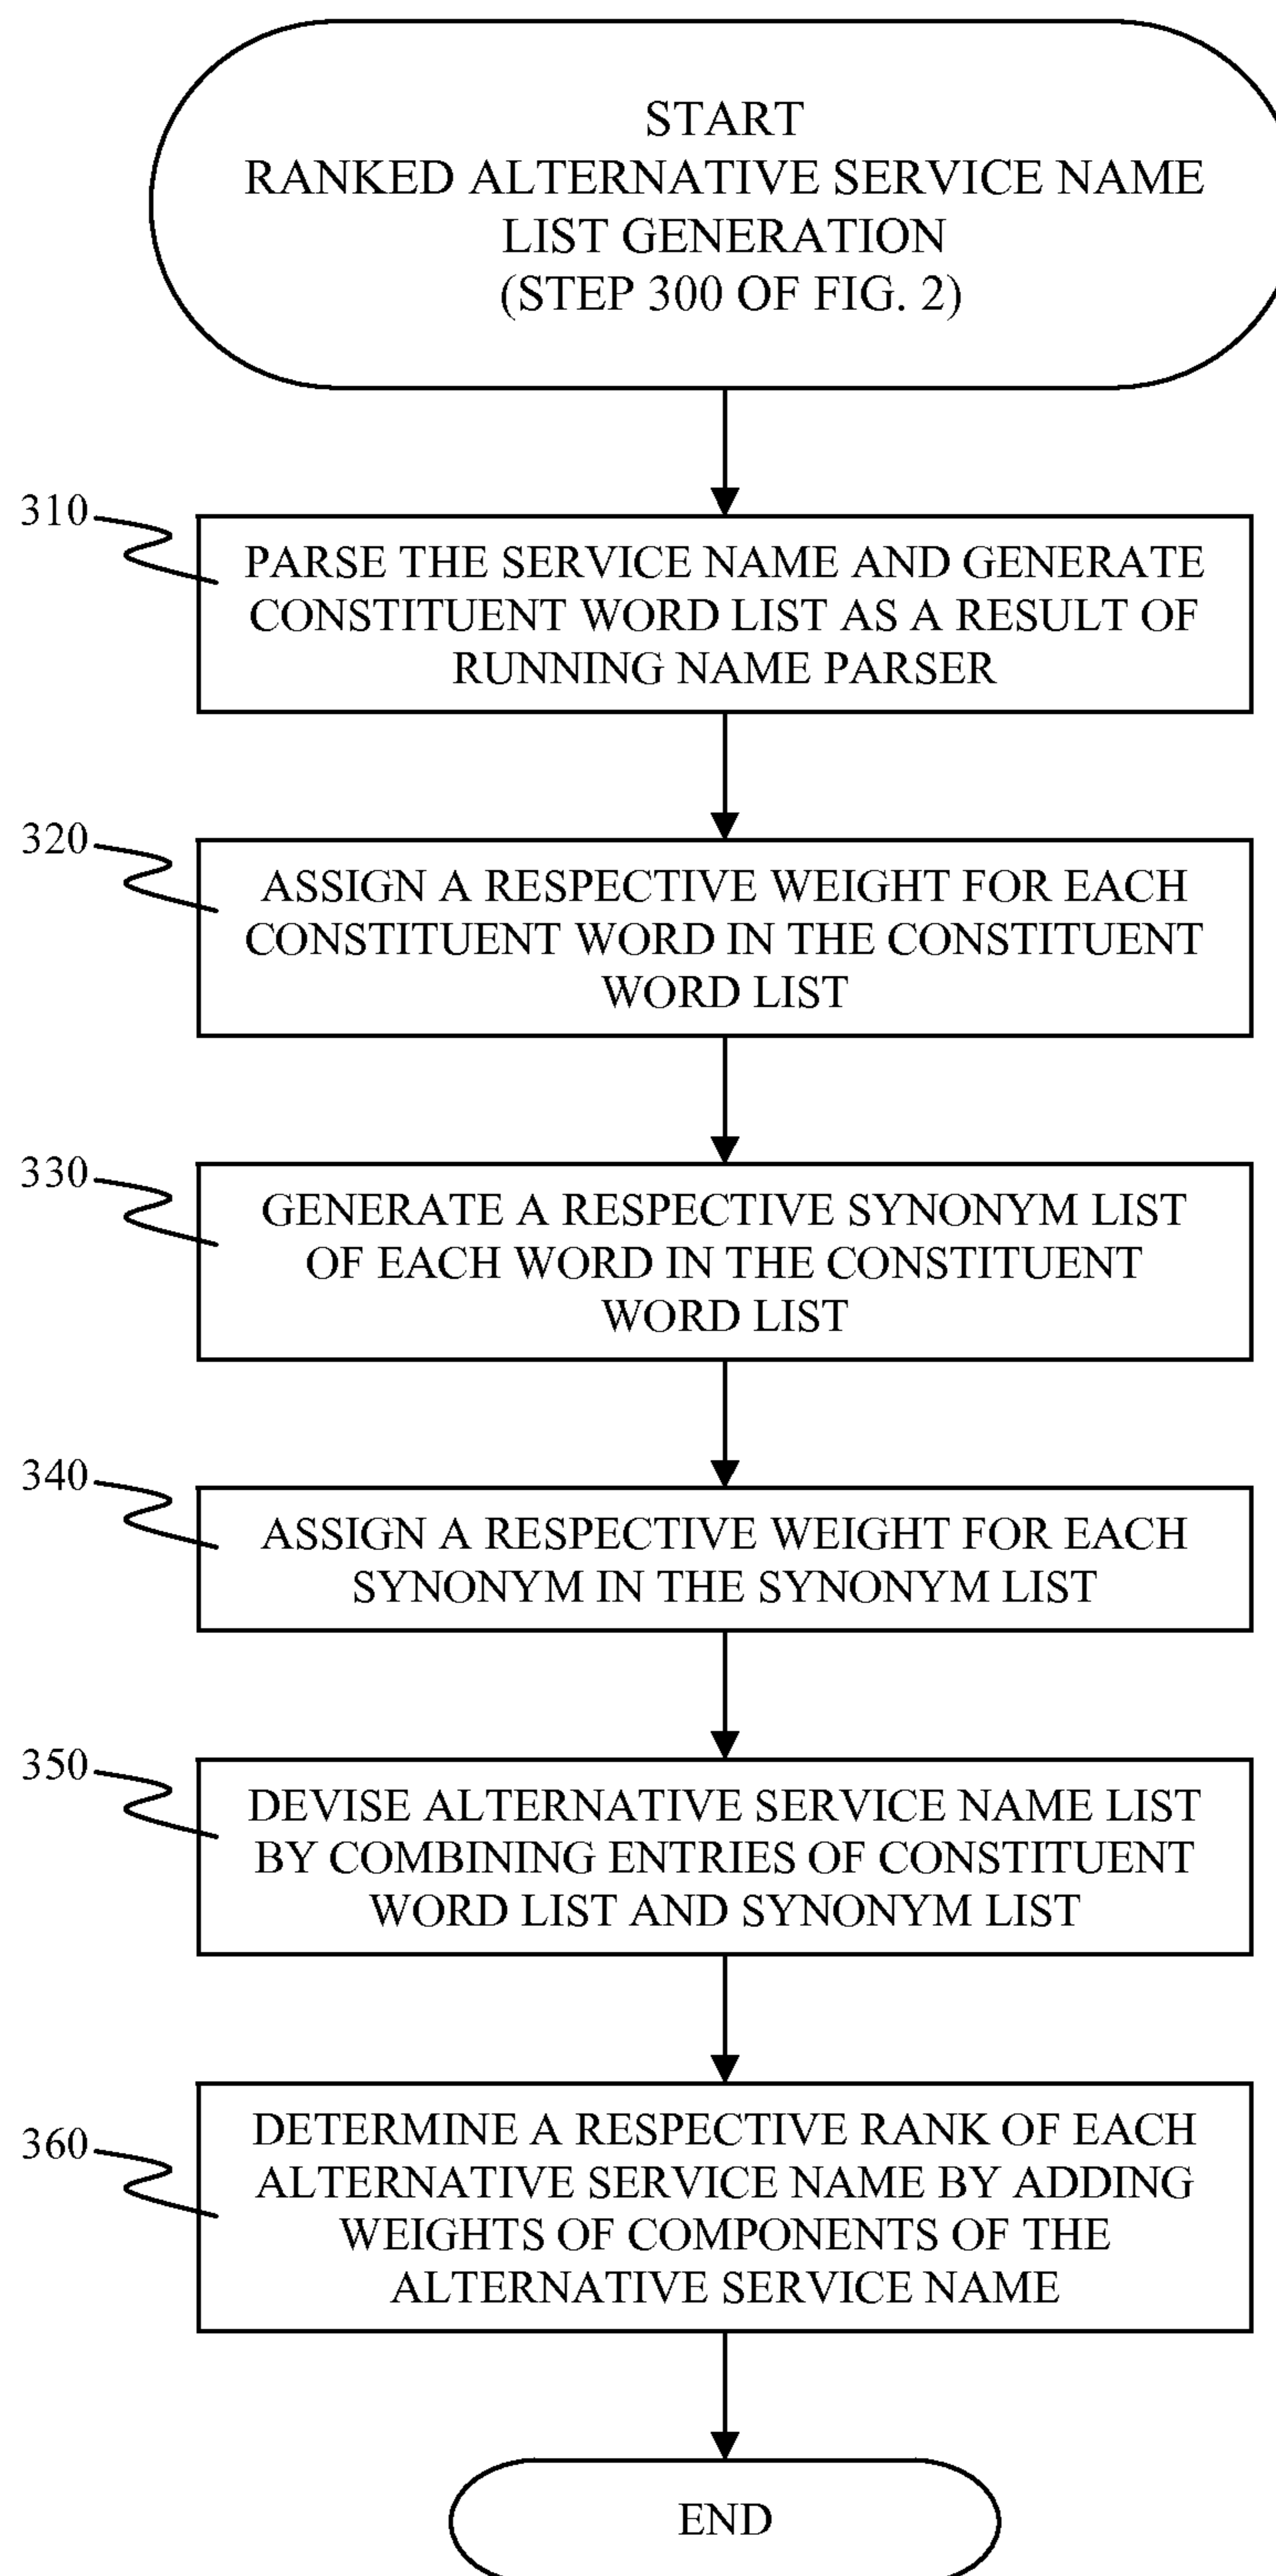 START
RANKED ALTERNATIVE SERVICE NAME
LIST GENERATION
(STEP 300 OF FIG. 2)
310
PARSE THE SERVICE NAME AND GENERATE
CONSTITUENT WORD LIST AS A RESULT OF
RUNNING NAME PARSER
320
ASSIGN A RESPECTIVE WEIGHT FOR EACH
CONSTITUENT WORD IN THE CONSTITUENT
WORD LIST
330
GENERATE A RESPECTIVE SYNONYM LIST
OF EACH WORD IN THE CONSTITUENT
WORD LIST
340
ASSIGN A RESPECTIVE WEIGHT FOR EACH
SYNONYM IN THE SYNONYM LIST
350
DEVISE ALTERNATIVE SERVICE NAME LIST
BY COMBINING ENTRIES OF CONSTITUENT
WORD LIST AND SYNONYM LIST
360
DETERMINE A RESPECTIVE RANK OF EACH
ALTERNATIVE SERVICE NAME BY ADDING
WEIGHTS OF COMPONENTS OF THE
ALTERNATIVE SERVICE NAME
END